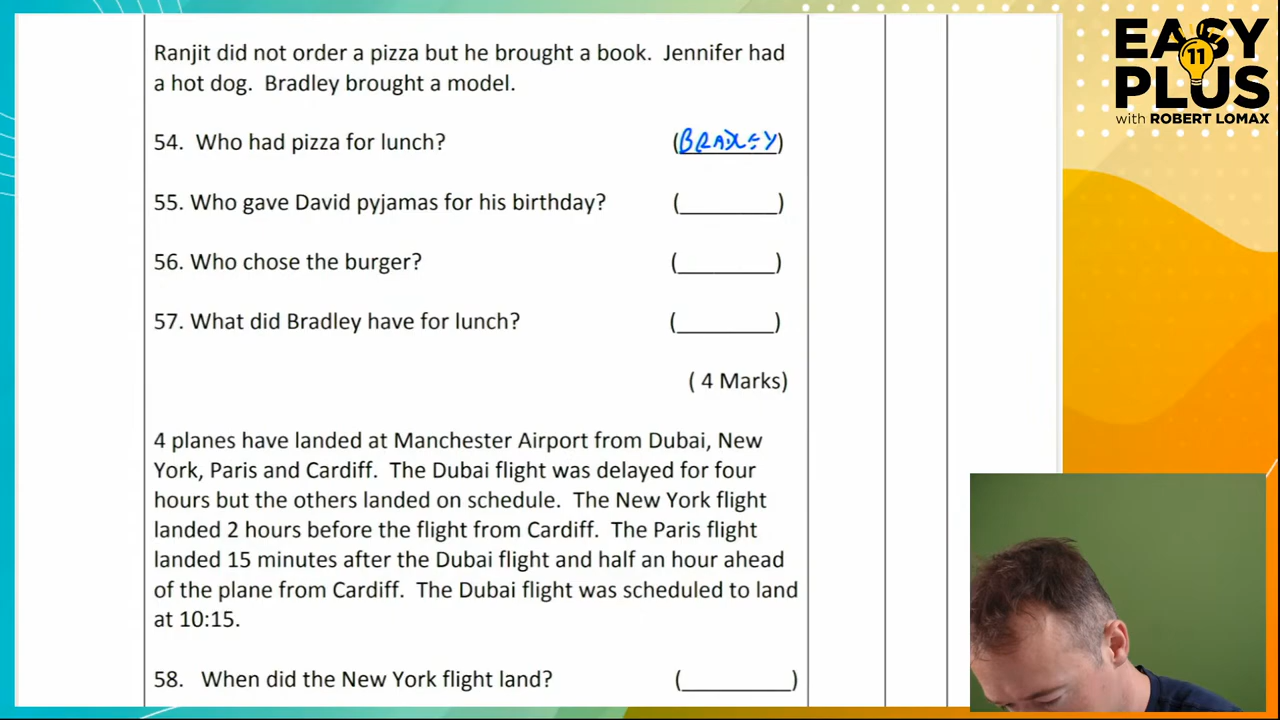 EASY
11
PLUS
with ROBERT LOMAX
Ranjit did not order a pizza but he brought a book. Jennifer had
a hot dog. Bradley brought a model.
54. Who had pizza for lunch? (BRADLEY)
55. Who gave David pyjamas for his birthday? (________)
56. Who chose the burger? (________)
57. What did Bradley have for lunch? (________)
( 4 Marks)
4 planes have landed at Manchester Airport from Dubai, New
York, Paris and Cardiff. The Dubai flight was delayed for four
hours but the others landed on schedule. The New York flight
landed 2 hours before the flight from Cardiff. The Paris flight
landed 15 minutes after the Dubai flight and half an hour ahead
of the plane from Cardiff. The Dubai flight was scheduled to land
at 10:15.
58. When did the New York flight land? (_________)